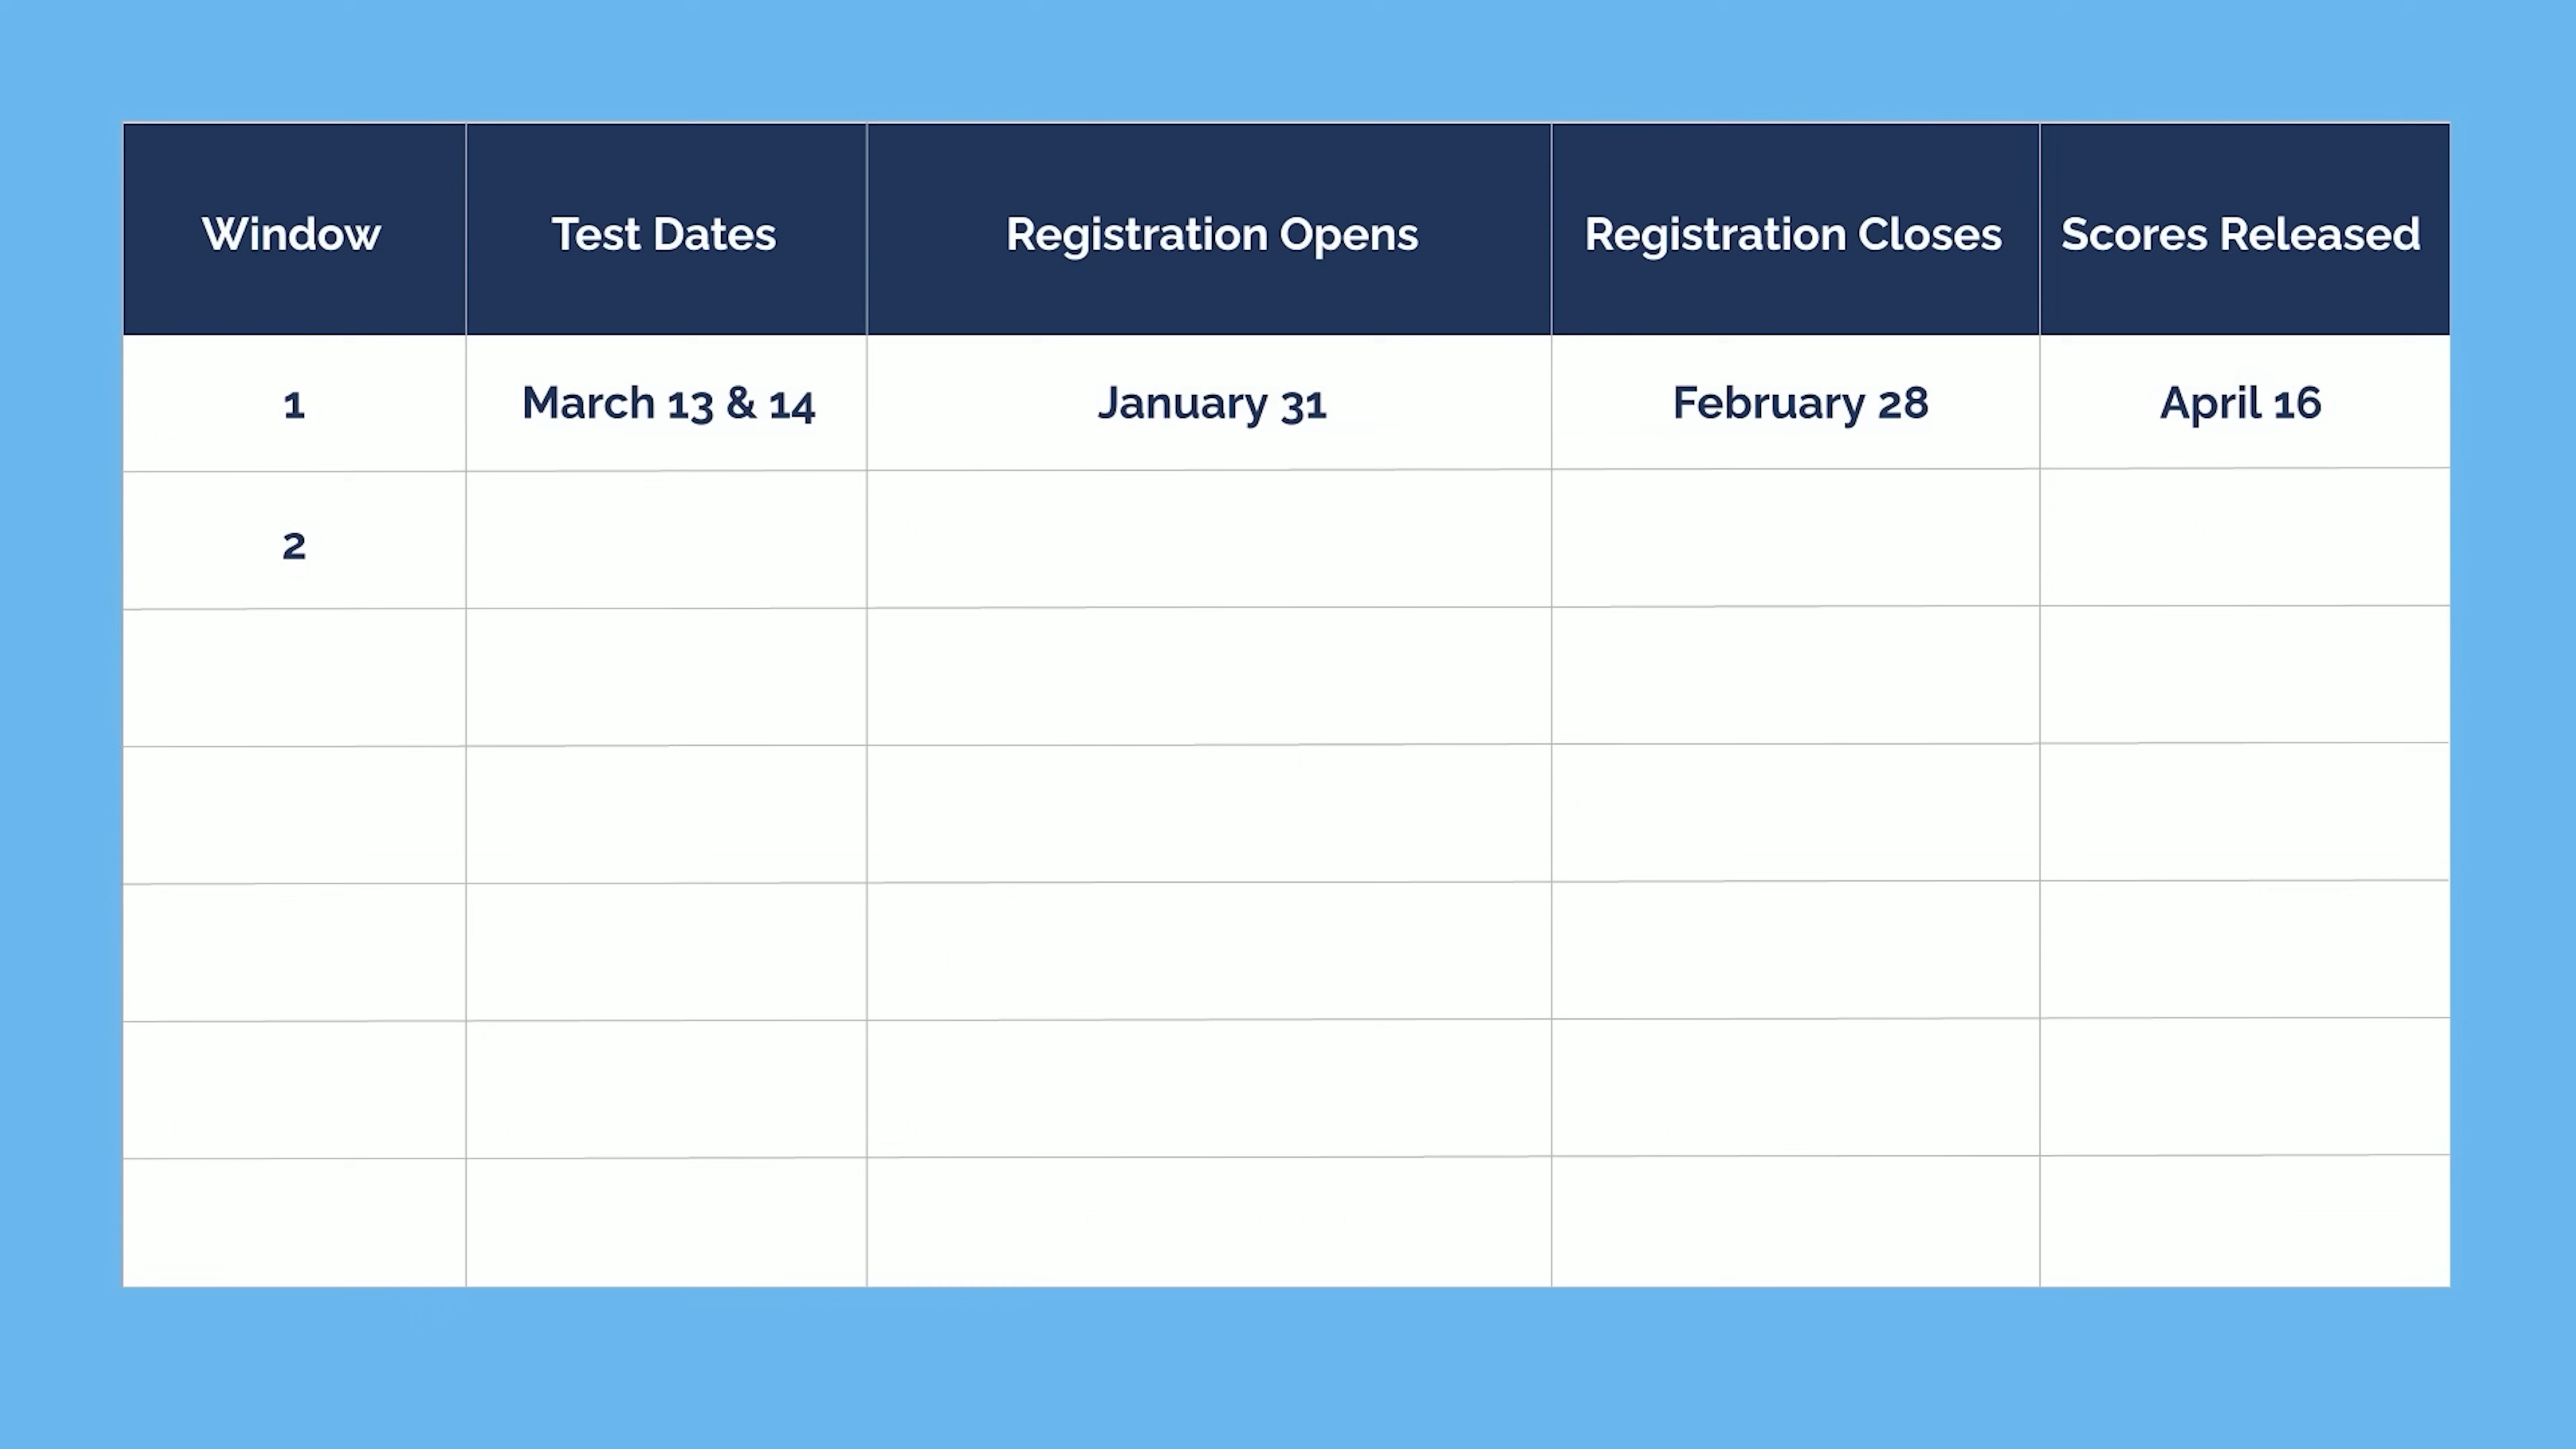 Window Test Dates Registration Opens Registration Closes Scores Released
1 March 13 & 14 January 31 February 28 April 16
2